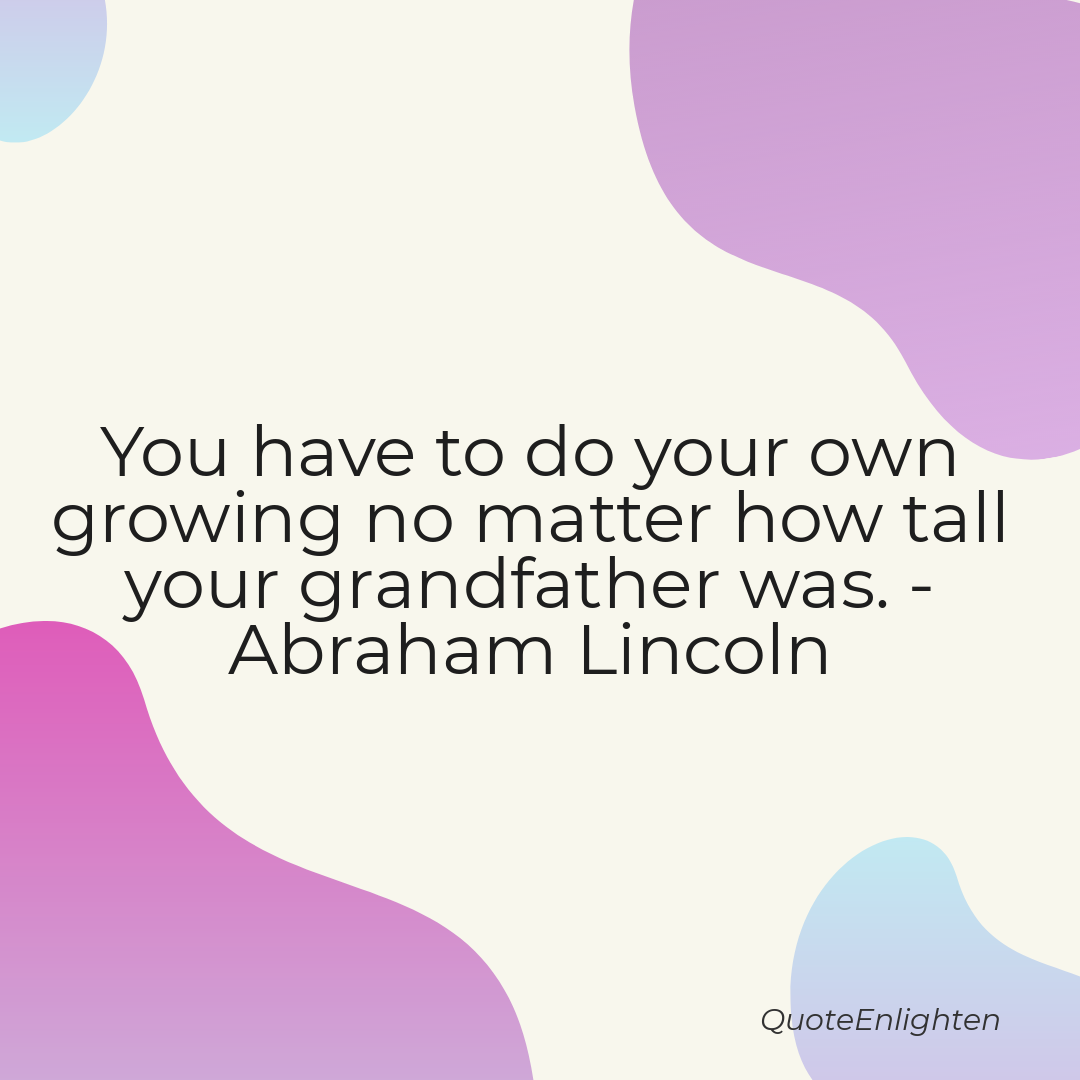 You have to do your own
growing no matter how tall
your grandfather was. -
Abraham Lincoln
QuoteEnlighten